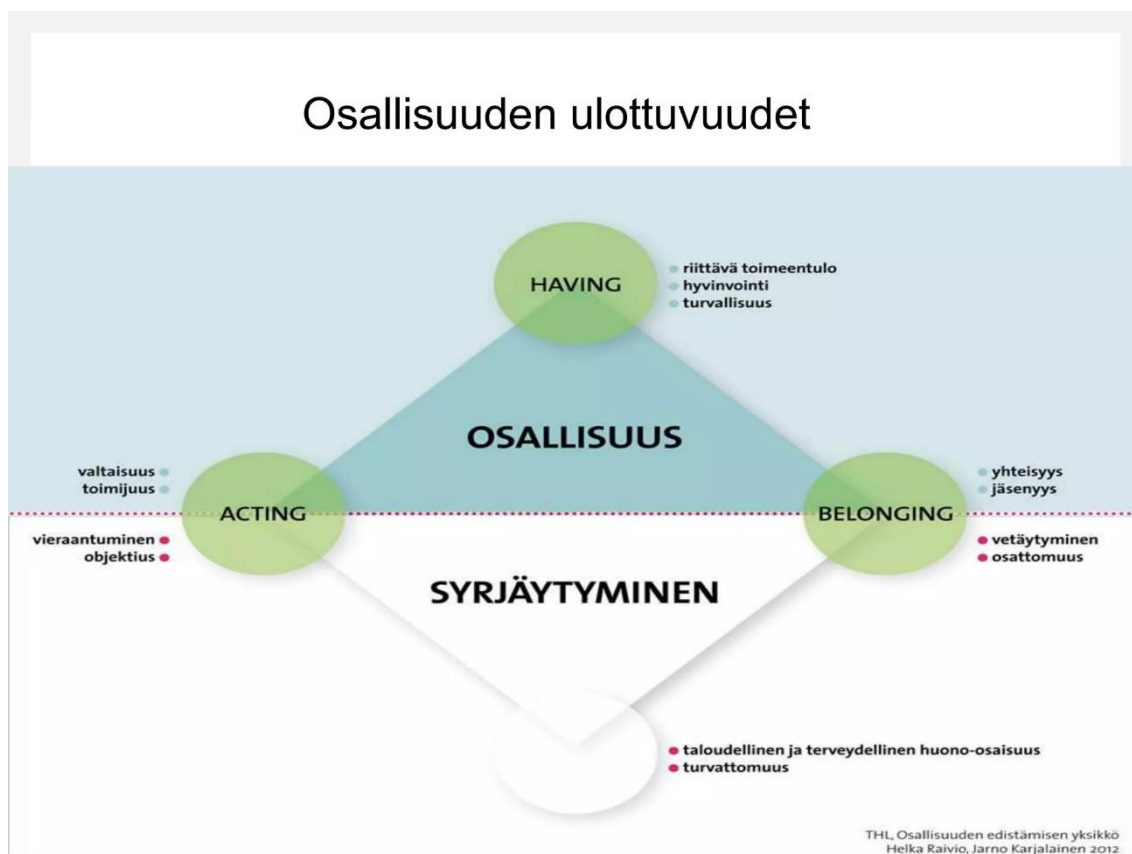 Osallisuuden ulottuvuudet
HAVING
riittävä toimeentulo
hyvinvointi
turvallisuus
OSALLISUUS
valtaisuus
toimijuus
ACTING
vieraantuminen
objektius
yhteisyys
jäsenyys
BELONGING
vetäytyminen
osattomuus
SYRJÄYTYMINEN
taloudellinen ja terveydellinen huono-osaisuus
turvattomuus
THL, Osallisuuden edistämisen yksikkö
Helka Raivio, Jarno Karjalainen 2012